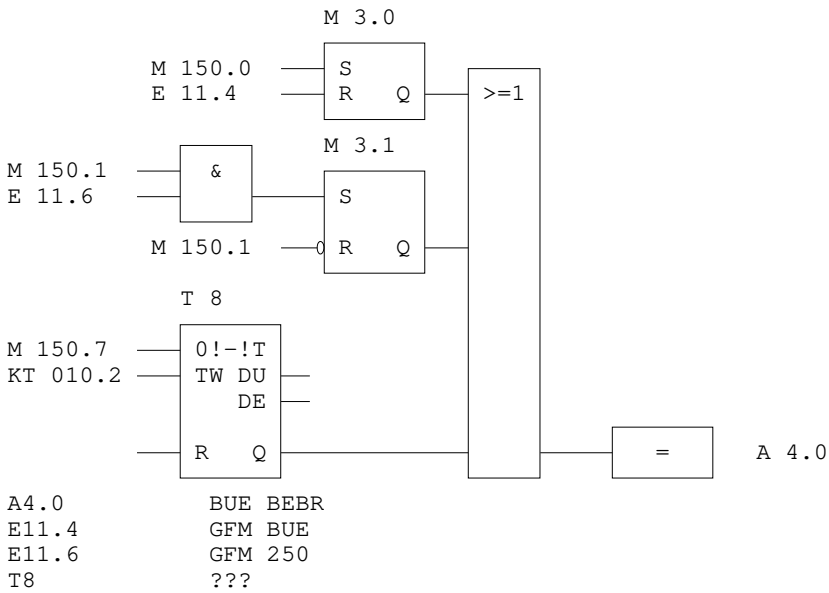 M 3.0
M 150.0 S
E 11.4 R Q >=1
M 3.1
M 150.1 &
E 11.6 S
M 150.1 R Q
T 8
M 150.7 0!-!T
KT 010.2 TW DU
DE
R Q = A 4.0
A4.0 BUE BEBR
E11.4 GFM BUE
E11.6 GFM 250
T8 ???